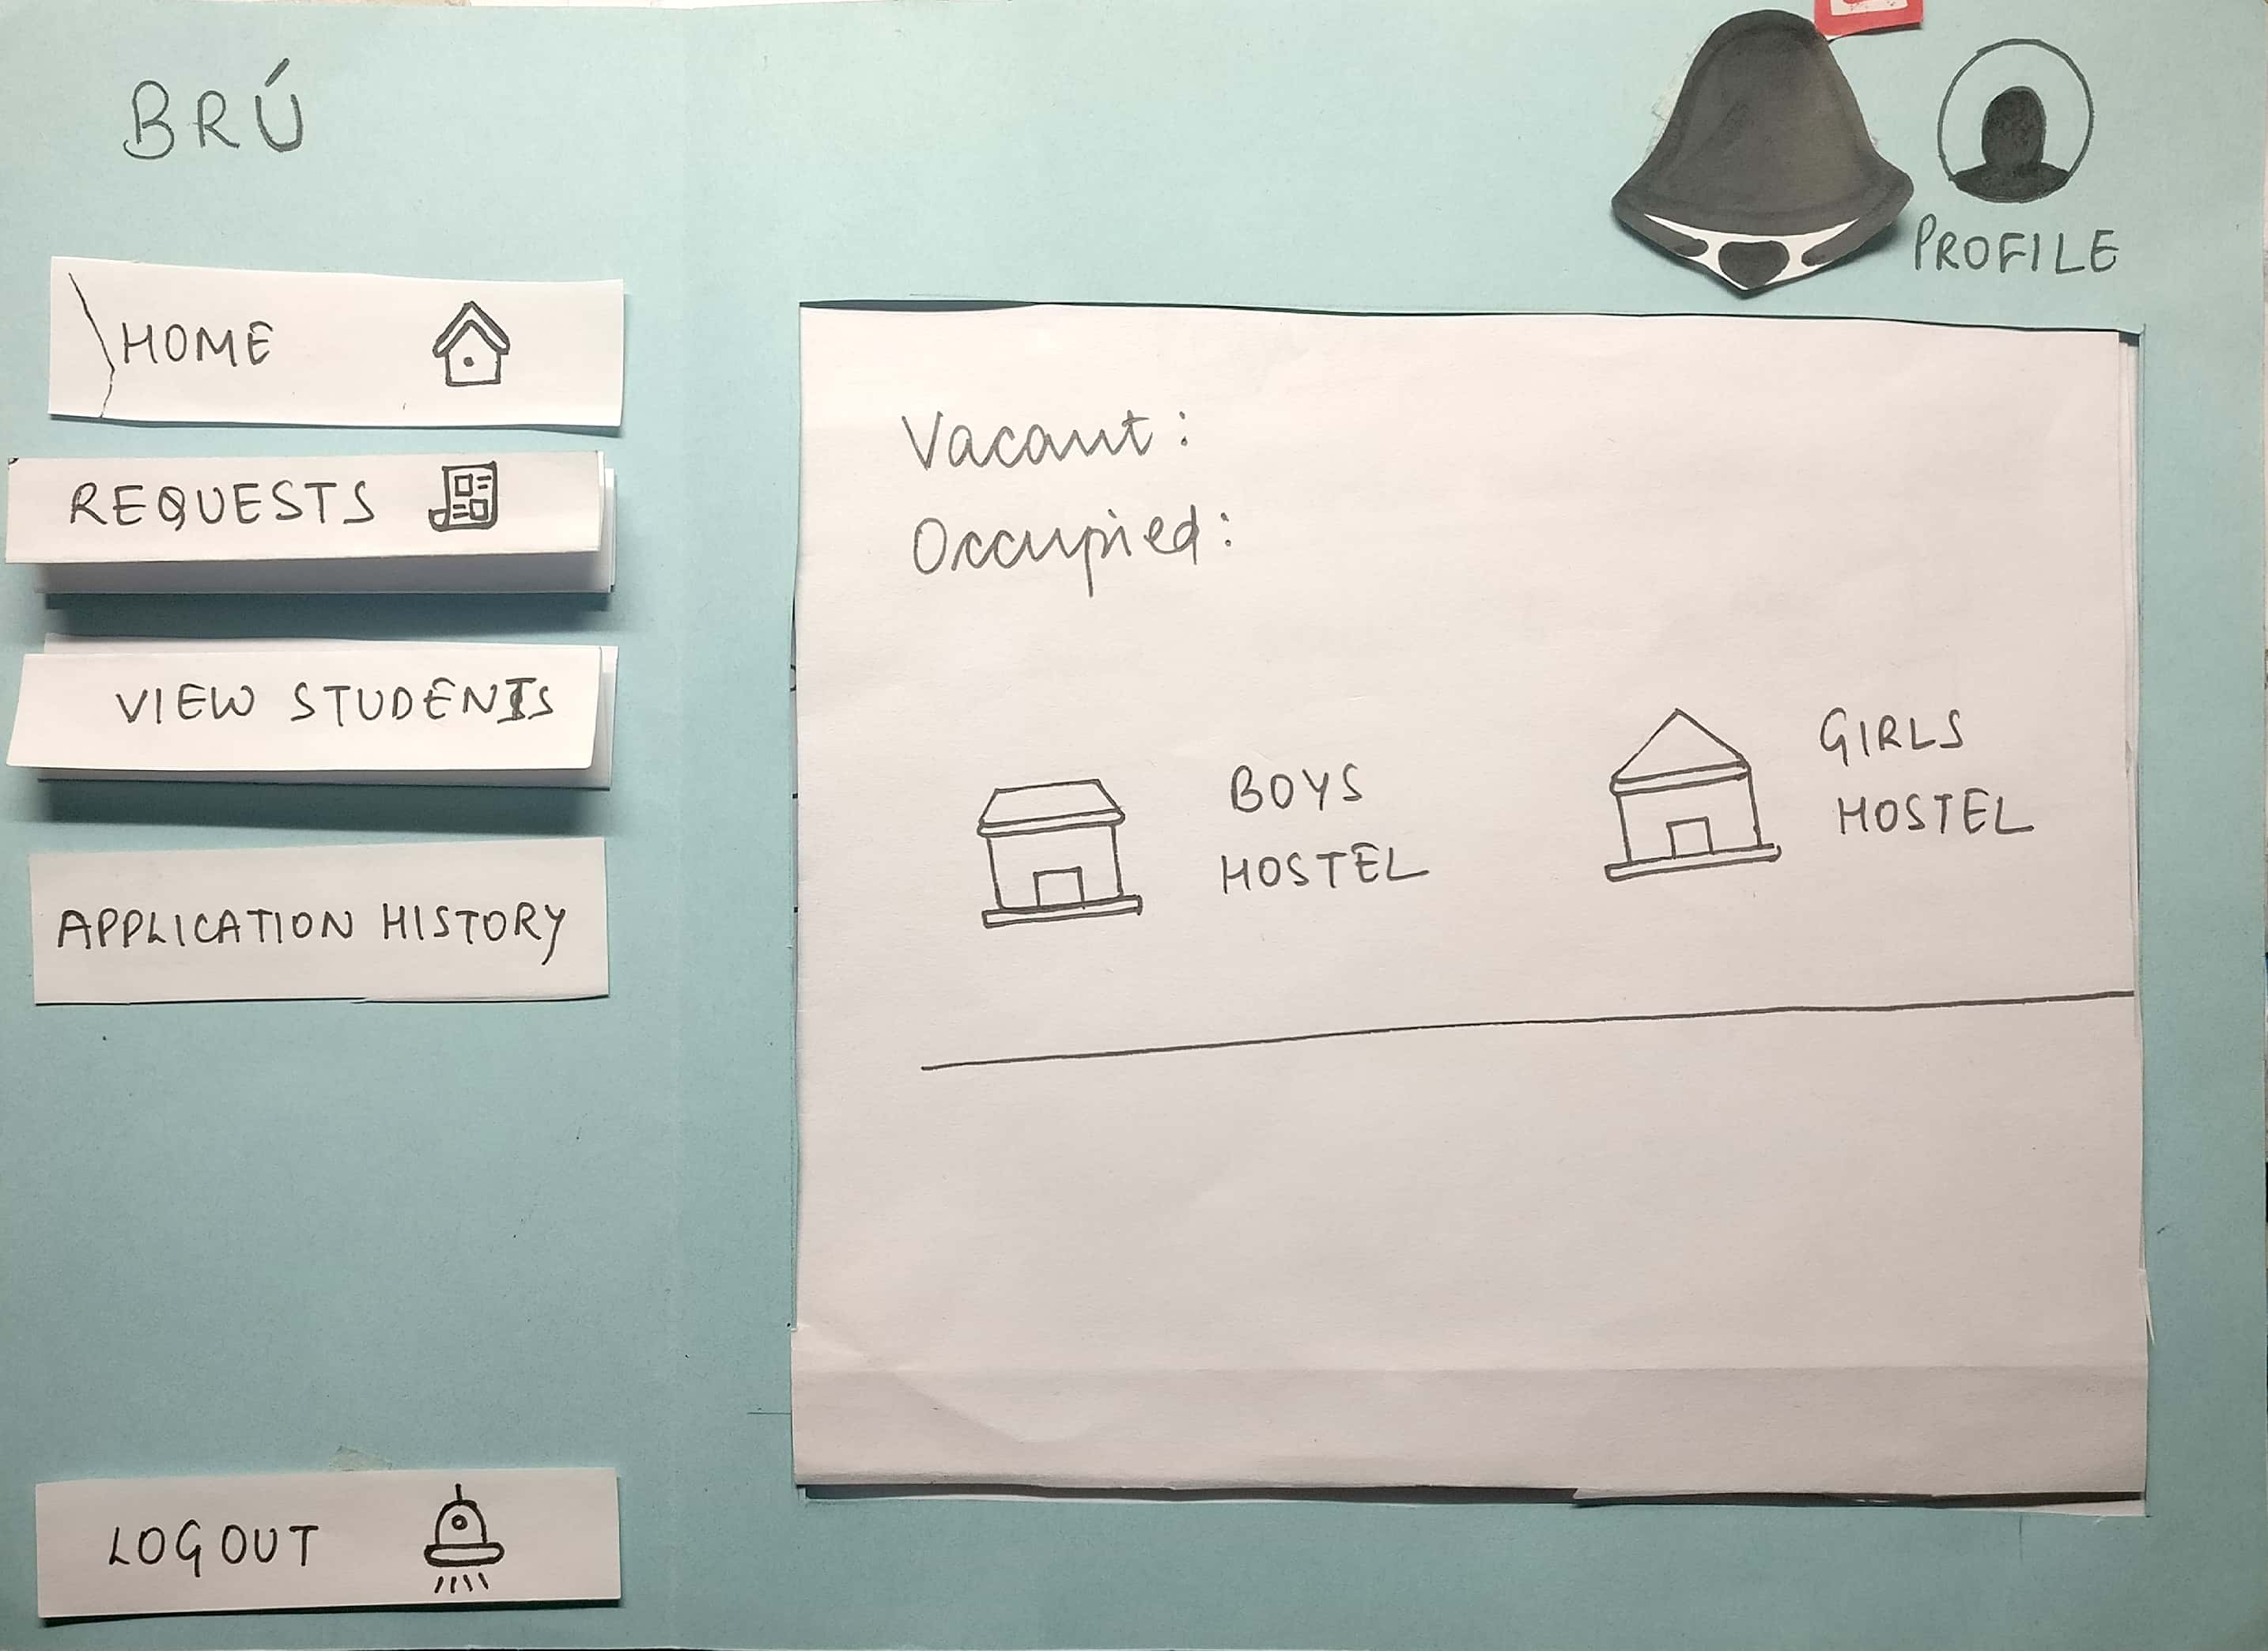 BRÚ
PROFILE
HOME
REQUESTS
VIEW STUDENTS
APPLICATION HISTORY
LOGOUT
Vacant:
Occupied:
BOYS
HOSTEL
GIRLS
HOSTEL